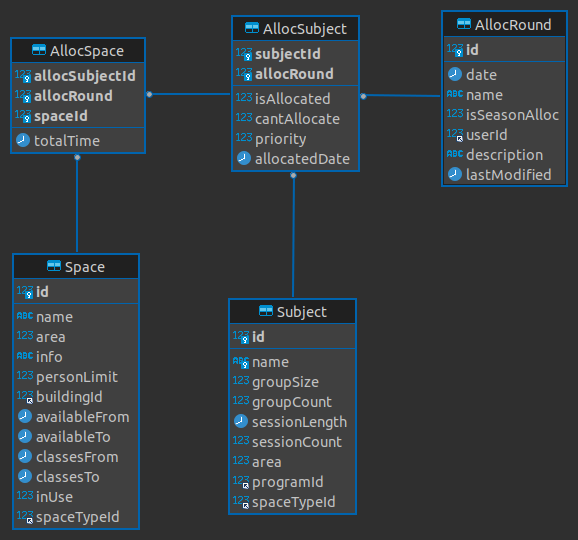 AllocSpace
123 allocSubjectId
123 allocRound
123 spaceId
totalTime
AllocSubject
123 subjectId
123 allocRound
123 isAllocated
123 cantAllocate
123 priority
allocatedDate
AllocRound
123 id
date
ABC name
123 isSeasonAlloc
123 userId
ABC description
lastModified
Space
123 id
ABC name
123 area
ABC info
123 personLimit
123 buildingId
availableFrom
availableTo
classesFrom
classesTo
123 inUse
123 spaceTypeId
Subject
123 id
ABC name
123 groupSize
123 groupCount
sessionLength
123 sessionCount
123 area
123 programId
123 spaceTypeId